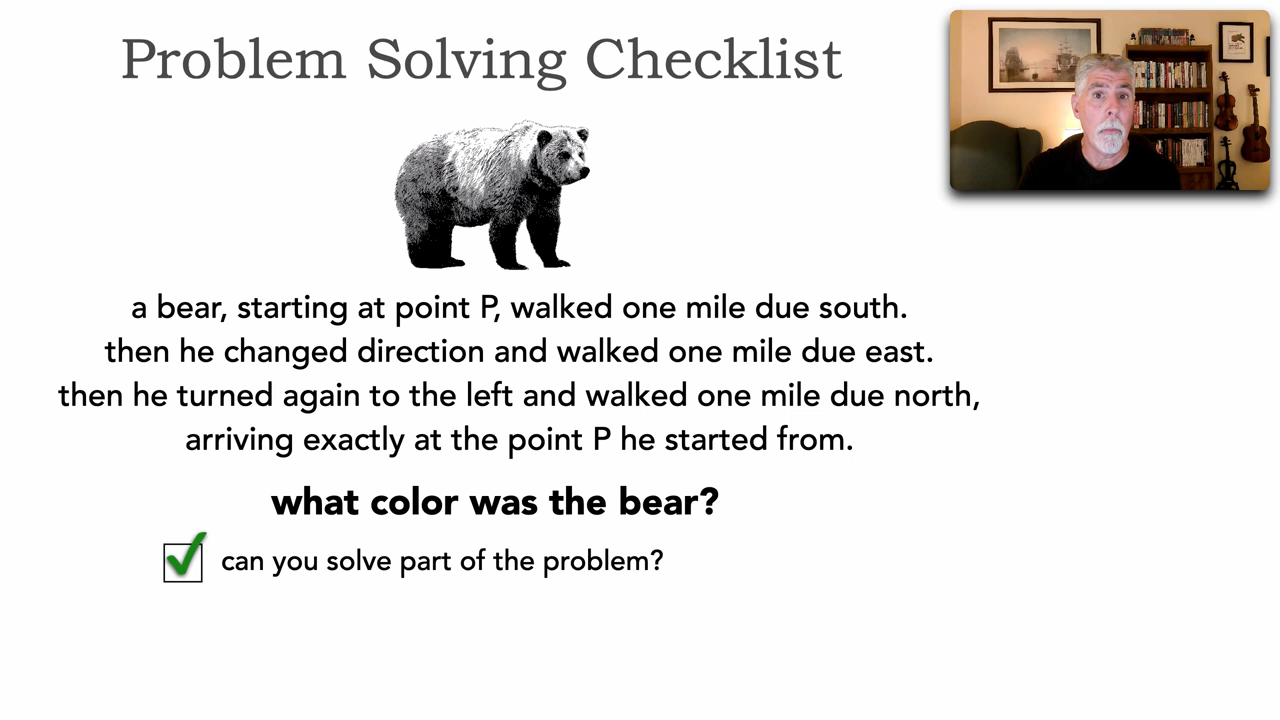 Problem Solving Checklist
a bear, starting at point P, walked one mile due south.
then he changed direction and walked one mile due east.
then he turned again to the left and walked one mile due north,
arriving exactly at the point P he started from.
what color was the bear?
can you solve part of the problem?